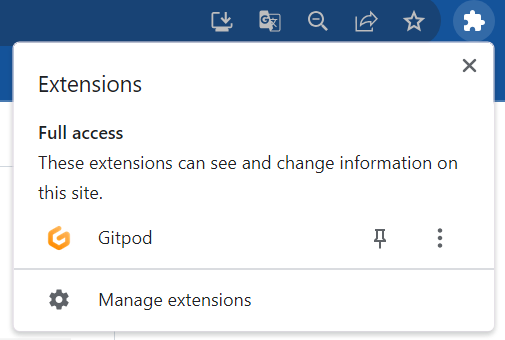 Extensions
Full access
These extensions can see and change information on
this site.
Gitpod
Manage extensions